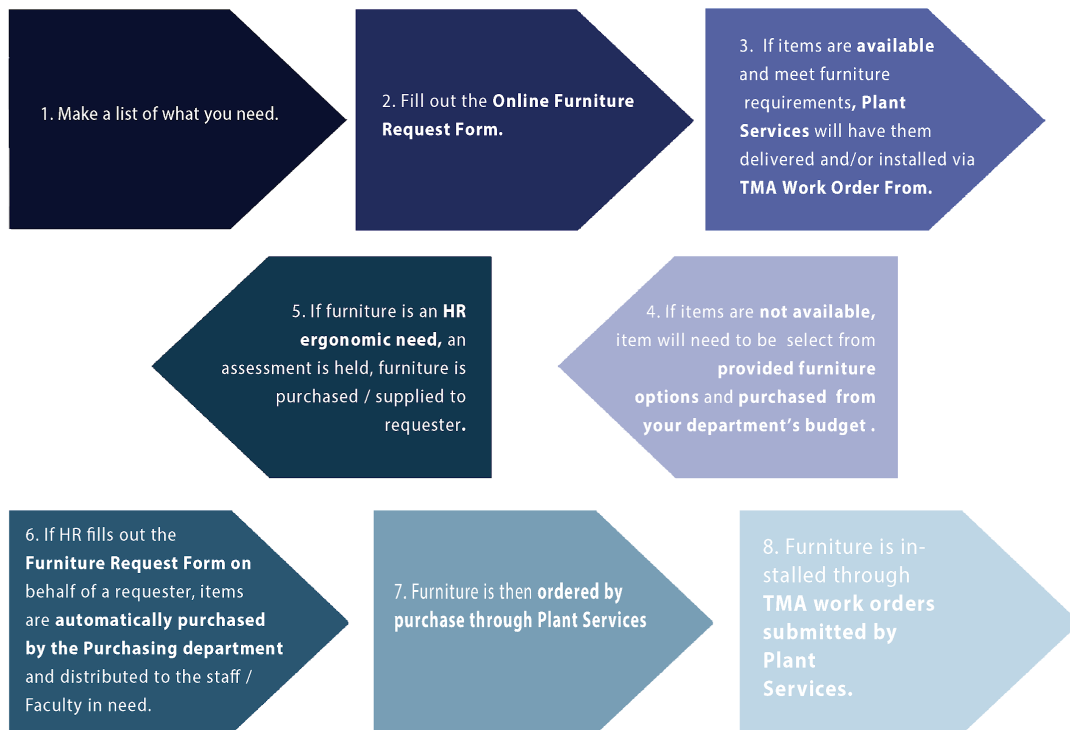 1. Make a list of what you need.
2. Fill out the Online Furniture
Request Form.
3.  If items are available
and meet furniture
requirements, Plant
Services will have them
delivered and/or installed via
TMA Work Order From.
4. If items are not available,
item will need to be  select from
provided furniture
options and purchased  from
your department's budget .
5. If furniture is an HR
ergonomic need, an
assessment is held, furniture is
purchased / supplied to
requester.
6. If HR fills out the
Furniture Request Form on
behalf of a requester, items
are automatically purchased
by the Purchasing department
and distributed to the staff /
Faculty in need.
7. Furniture is then ordered by
purchase through Plant Services
8. Furniture is in-
stalled through
TMA work orders
submitted by
Plant
Services.